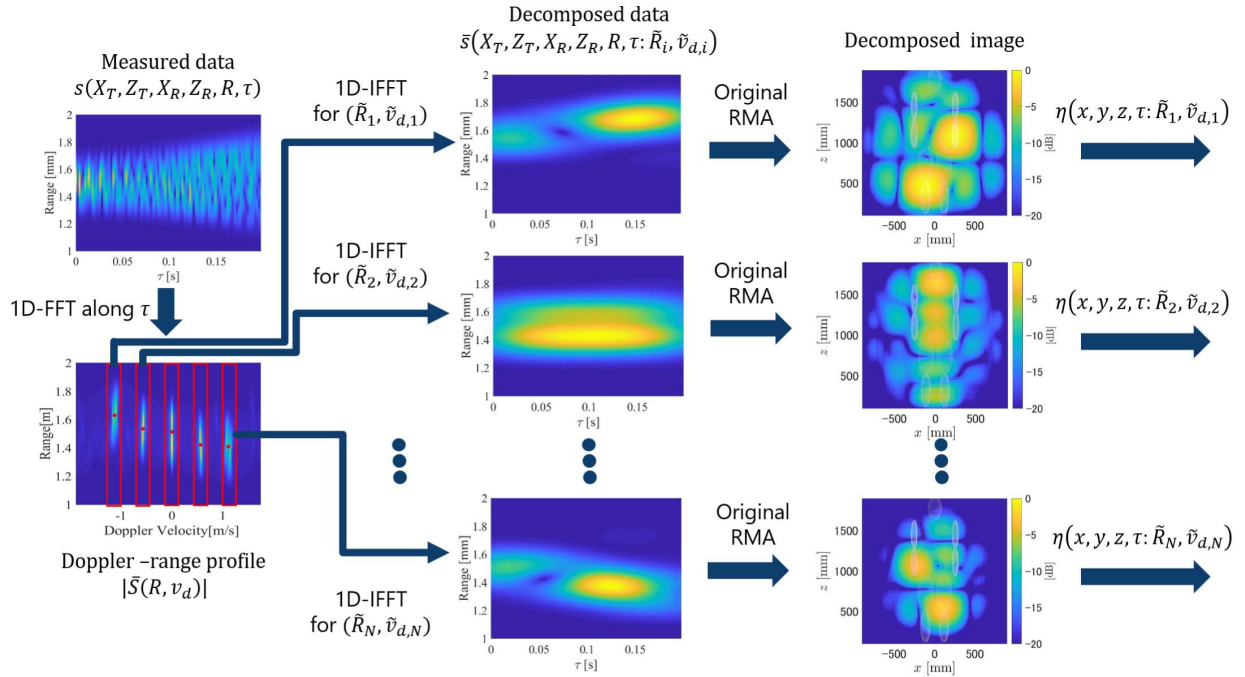 Measured data
s(X_T, Z_T, X_R, Z_R, R, τ)
Range [mm]
2
1.8
1.6
1.4
1.2
1
0
0.05
0.1
0.15
τ [s]
1D-FFT along τ
Range[m]
2
1.8
1.6
1.4
1.2
1
-1
0
1
Doppler Velocity[m/s]
Doppler –range profile
|S̄(R, v_d)|
1D-IFFT
for (R̃_1, ṽ_{d,1})
1D-IFFT
for (R̃_2, ṽ_{d,2})
1D-IFFT
for (R̃_N, ṽ_{d,N})
Decomposed data
s̄(X_T, Z_T, X_R, Z_R, R, τ: R̃_i, ṽ_{d,i})
Range [mm]
2
1.8
1.6
1.4
1.2
1
0
0.05
0.1
0.15
τ [s]
Range [mm]
2
1.8
1.6
1.4
1.2
1
0
0.05
0.1
0.15
τ [s]
Range [mm]
2
1.8
1.6
1.4
1.2
1
0
0.05
0.1
0.15
τ [s]
Original
RMA
Original
RMA
Original
RMA
Decomposed image
z [mm]
1500
1000
500
-500
0
500
x [mm]
0
-5
-10
-15
-20
[dB]
z [mm]
1500
1000
500
-500
0
500
x [mm]
0
-5
-10
-15
-20
[dB]
z [mm]
1500
1000
500
-500
0
500
x [mm]
0
-5
-10
-15
-20
[dB]
η(x, y, z, τ: R̃_1, ṽ_{d,1})
η(x, y, z, τ: R̃_2, ṽ_{d,2})
η(x, y, z, τ: R̃_N, ṽ_{d,N})